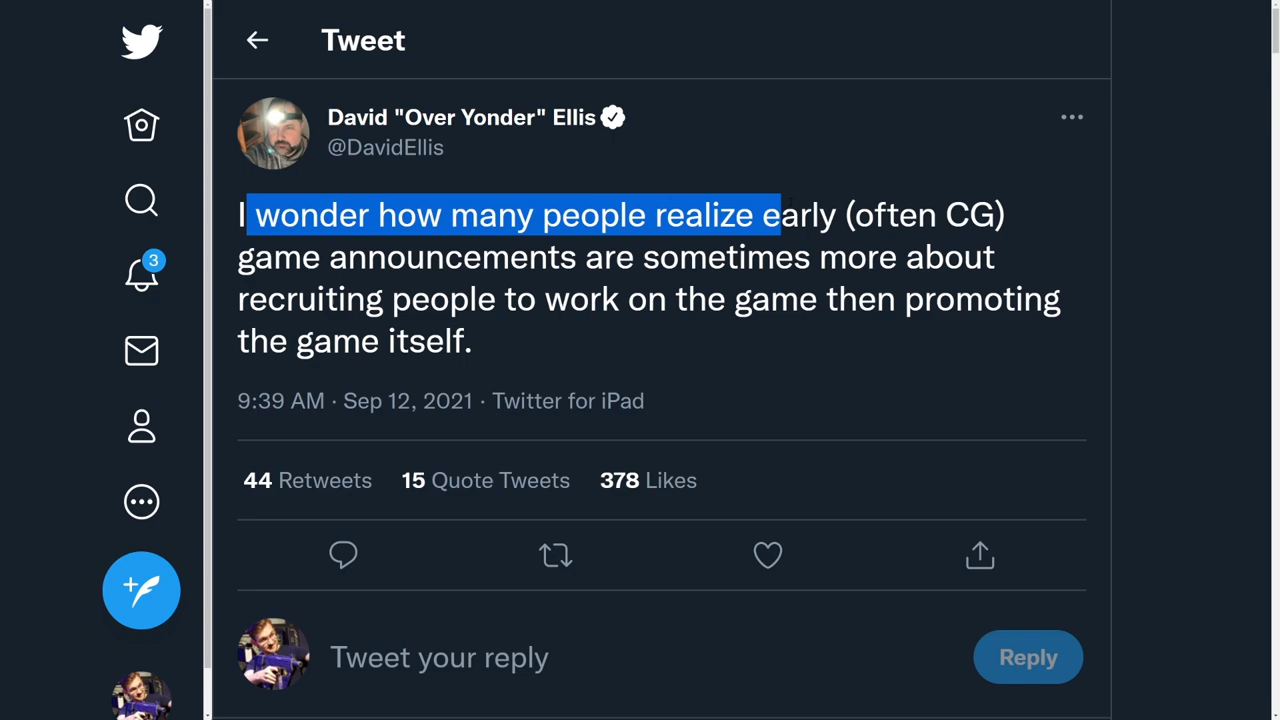 Tweet
David "Over Yonder" Ellis
@DavidEllis
I wonder how many people realize early (often CG)
game announcements are sometimes more about
recruiting people to work on the game then promoting
the game itself.
9:39 AM · Sep 12, 2021 · Twitter for iPad
44 Retweets 15 Quote Tweets 378 Likes
Tweet your reply
Reply
3